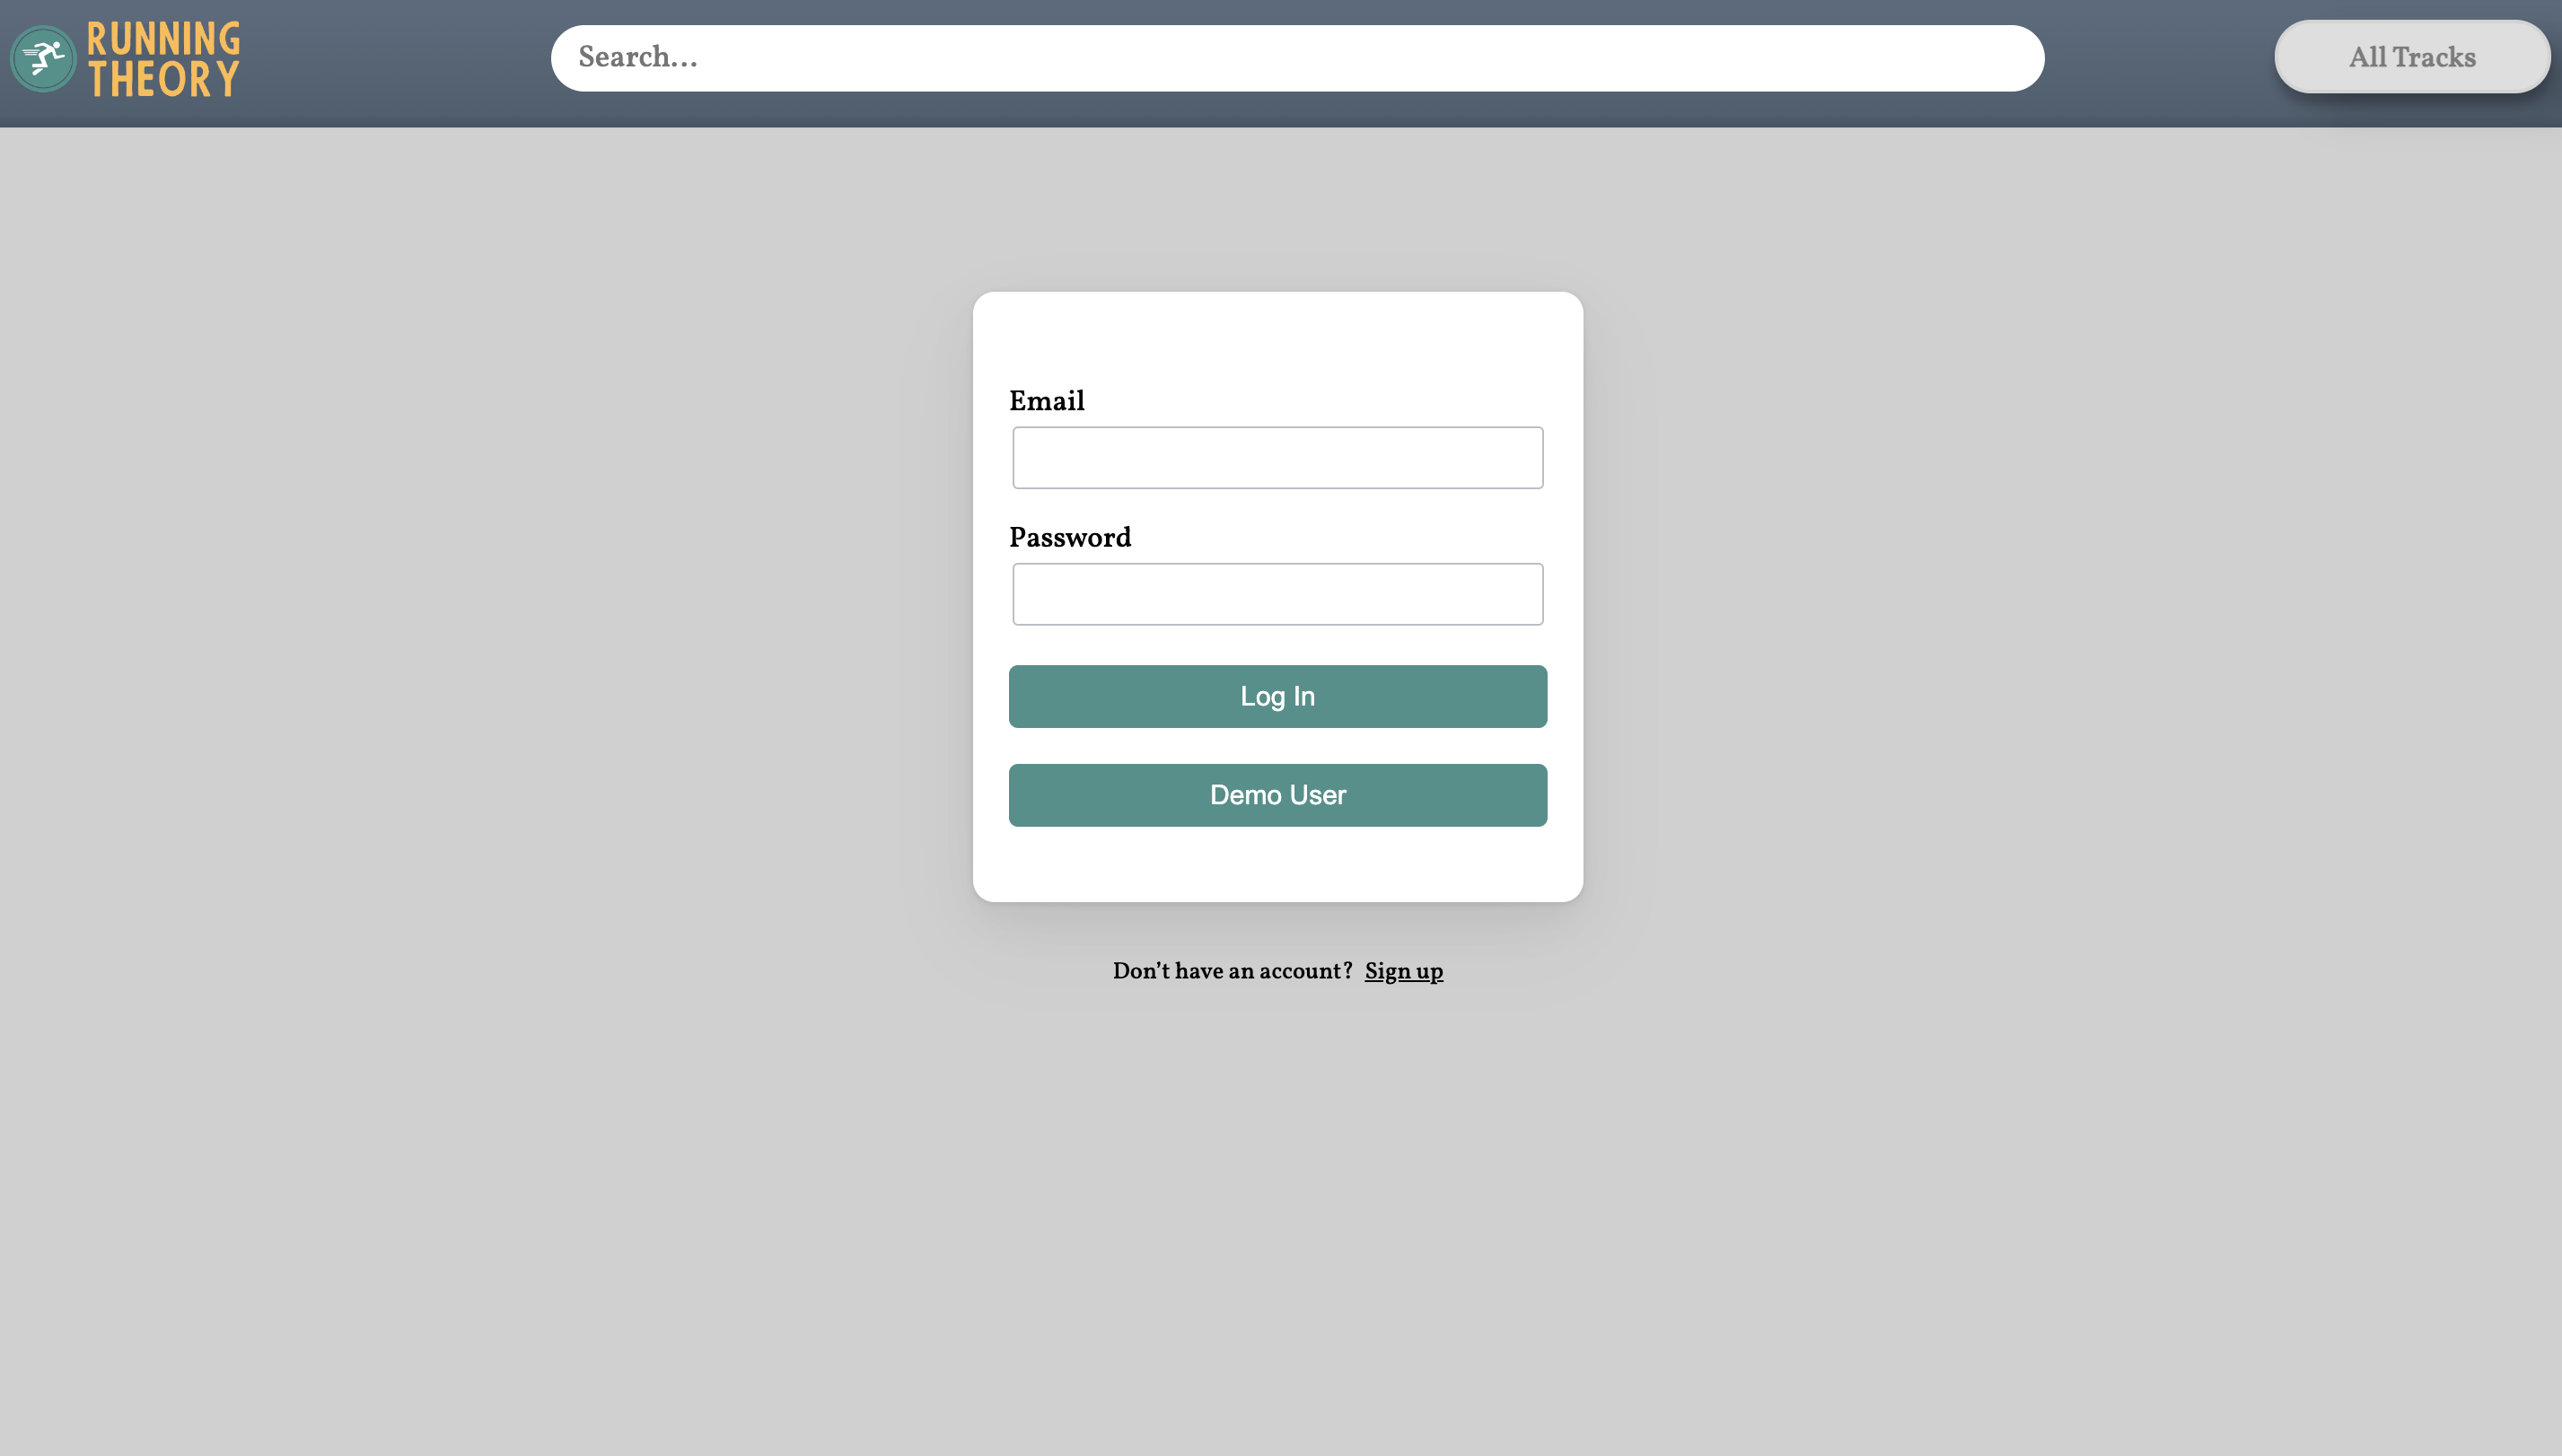 RUNNING
THEORY
Search...
All Tracks
Email
Password
Log In
Demo User
Don't have an account? Sign up